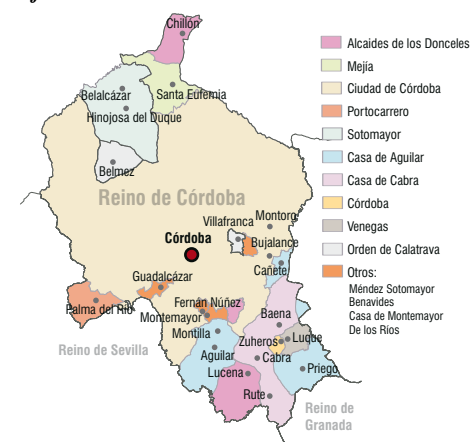 Chillón
Belalcázar
Santa Eufemia
Hinojosa del Duque
Belmez
Reino de Córdoba
Montoro
Villafranca
Córdoba
Bujalance
Cañete
Guadalcázar
Palma del Río
Fernán Núñez
Montemayor
Baena
Montilla
Zuheros
Luque
Reino de Sevilla
Aguilar
Cabra
Lucena
Priego
Rute
Reino de
Granada
Alcaides de los Donceles
Mejía
Ciudad de Córdoba
Portocarrero
Sotomayor
Casa de Aguilar
Casa de Cabra
Córdoba
Venegas
Orden de Calatrava
Otros:
Méndez Sotomayor
Benavides
Casa de Montemayor
De los Ríos